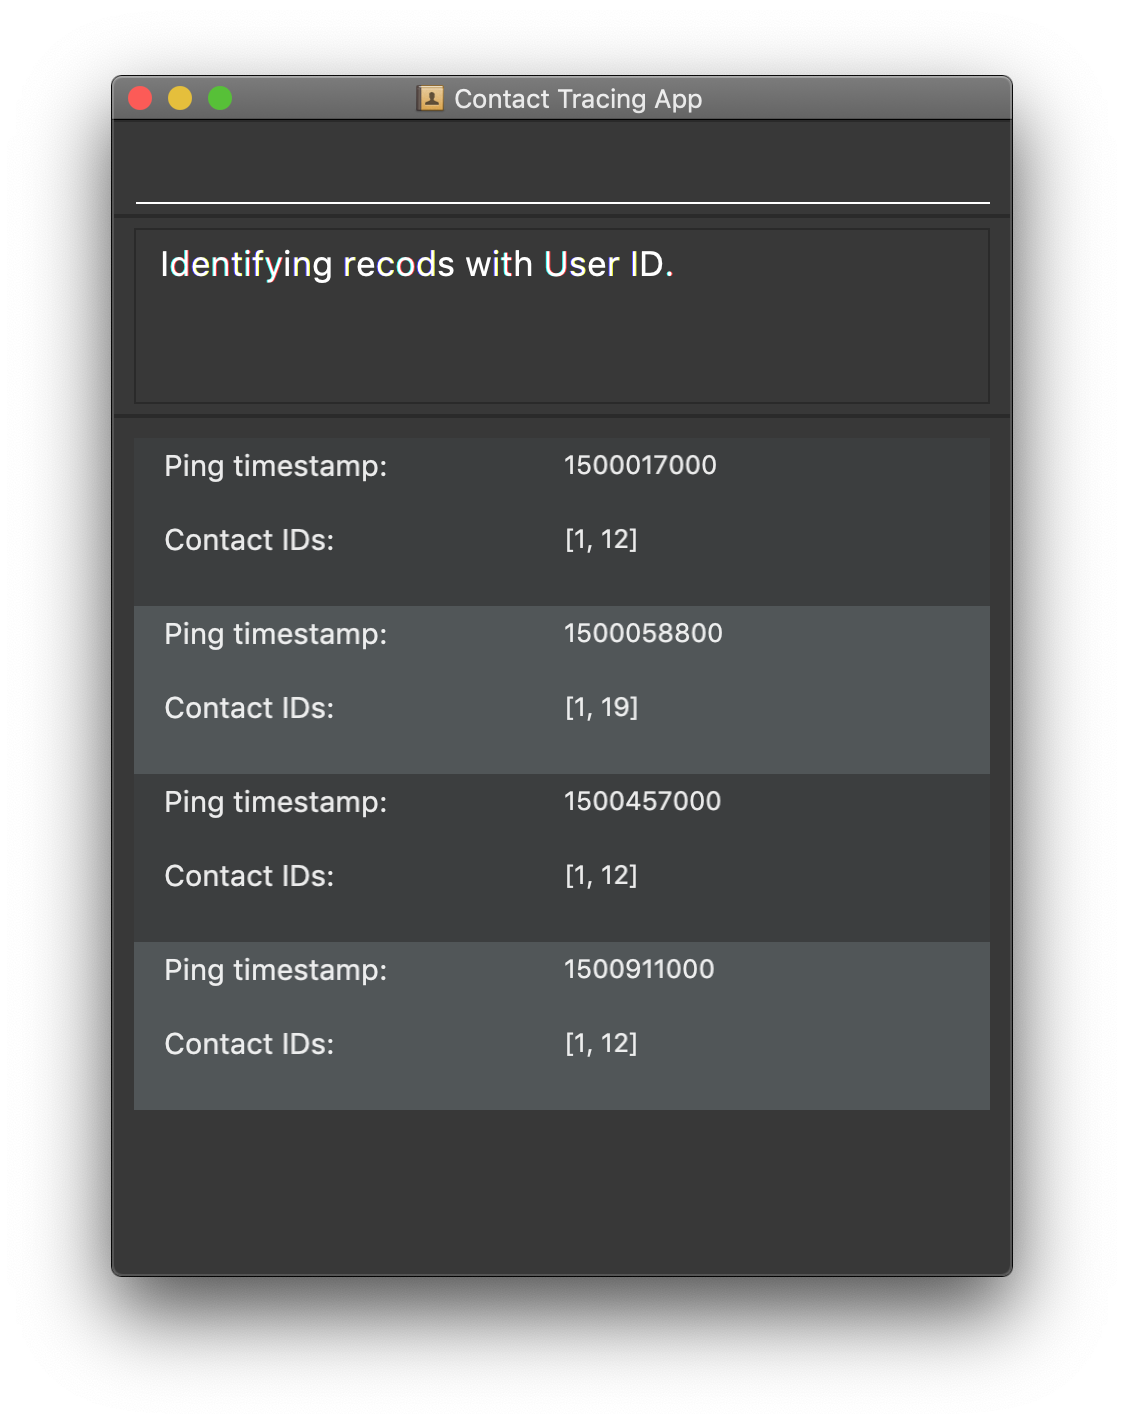 Contact Tracing App
Identifying recods with User ID.
Ping timestamp: 1500017000
Contact IDs: [1, 12]
Ping timestamp: 1500058800
Contact IDs: [1, 19]
Ping timestamp: 1500457000
Contact IDs: [1, 12]
Ping timestamp: 1500911000
Contact IDs: [1, 12]